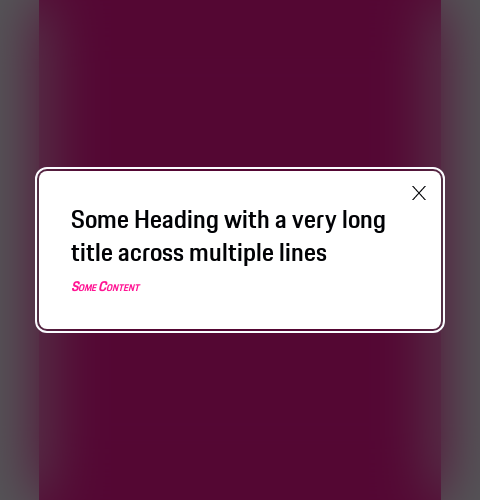 Some Heading with a very long
title across multiple lines
Some Content